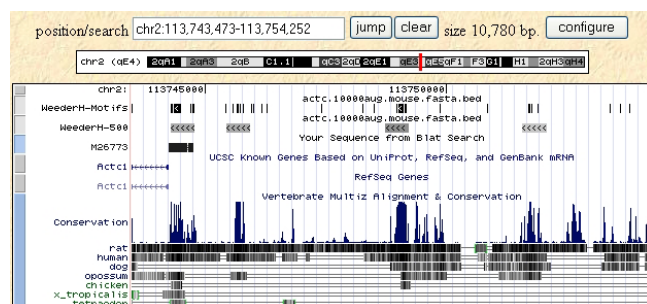 position/search chr2:113,743,473-113,754,252 jump clear size 10,780 bp. configure
chr2 (qE4) 2qA1 2qA3 2qB C1.1 qC3 2qD 2qE1 qE3 qF1 F3 G1 H1 2qH3 qH4
chr2: 113745000 113750000
actc.10000aug.mouse.fasta.bed
WeederH-Motifs
actc.10000aug.mouse.fasta.bed
WeederH-500
Your Sequence from Blat Search
M26773
UCSC Known Genes Based on UniProt, RefSeq, and GenBank mRNA
Actc1
RefSeq Genes
Actc1
Vertebrate Multiz Alignment & Conservation
Conservation
rat
human
dog
opossum
chicken
x_tropicalis
tetraodon